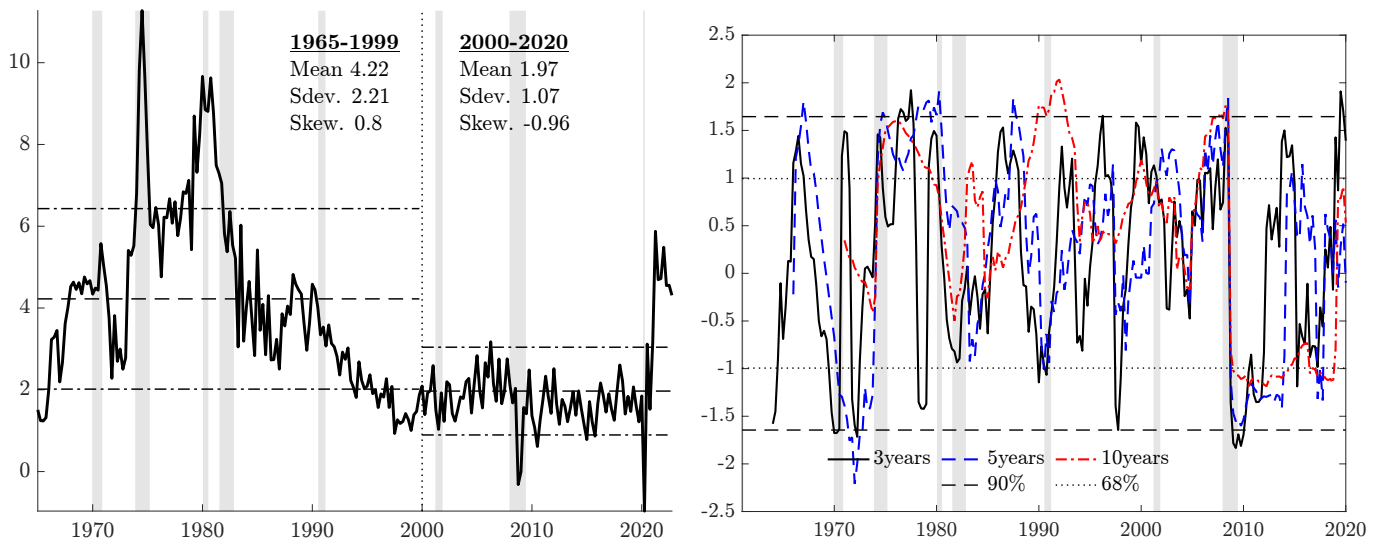 1965-1999
Mean 4.22
Sdev. 2.21
Skew. 0.8
2000-2020
Mean 1.97
Sdev. 1.07
Skew. -0.96
10
8
6
4
2
0
1970 1980 1990 2000 2010 2020
2.5
2
1.5
1
0.5
0
-0.5
-1
-1.5
-2
-2.5
3years 5years 10years
90% 68%
1970 1980 1990 2000 2010 2020